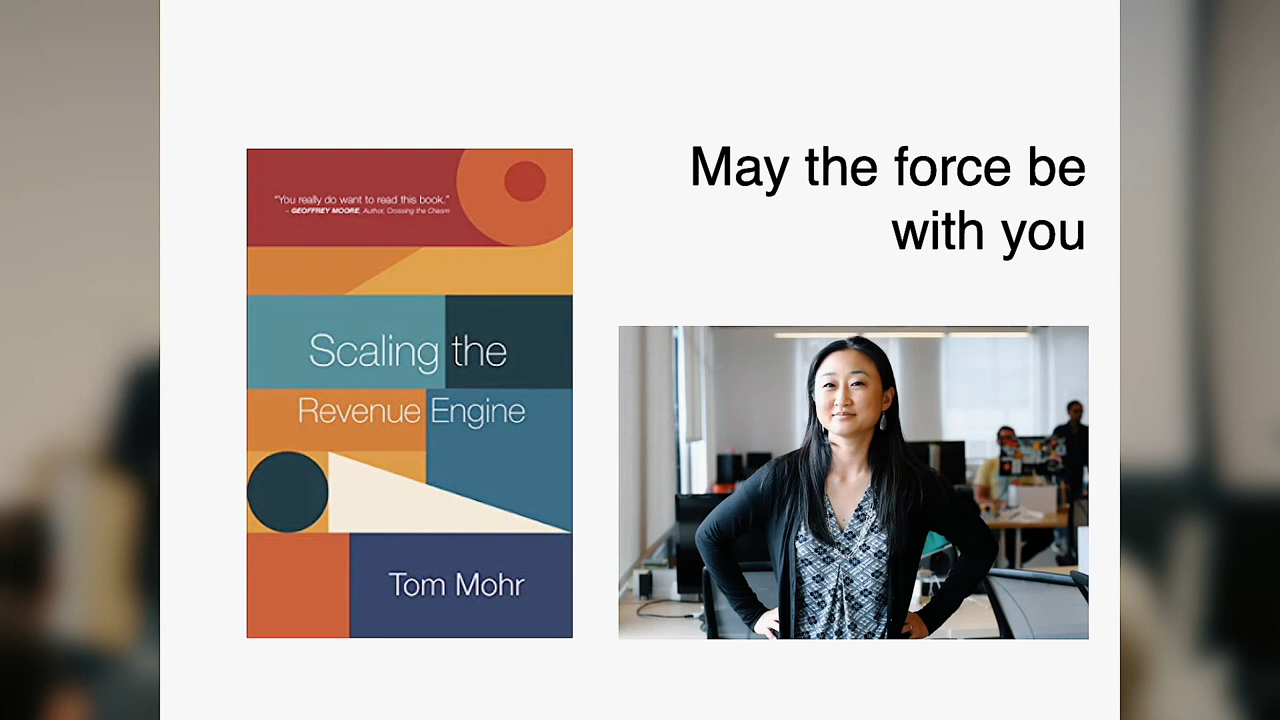 "You really do want to read this book."
– GEOFFREY MOORE, Author, Crossing the Chasm
Scaling the
Revenue Engine
Tom Mohr
May the force be
with you